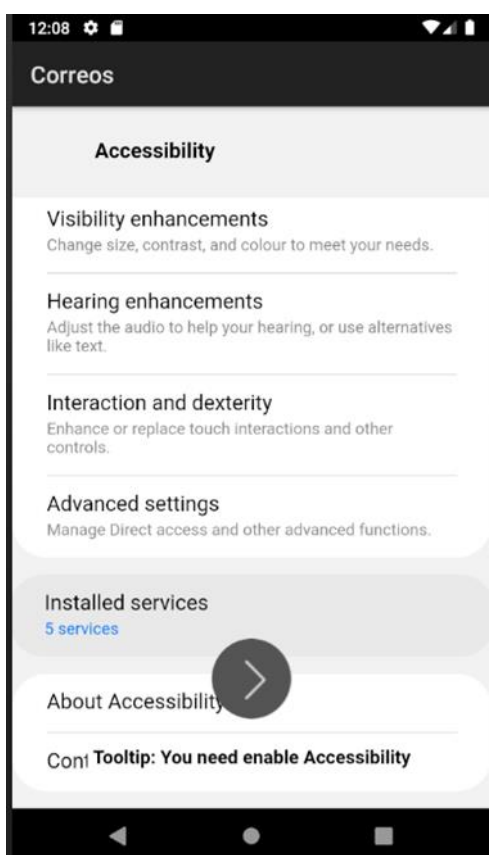 12:08
Correos
Accessibility
Visibility enhancements
Change size, contrast, and colour to meet your needs.
Hearing enhancements
Adjust the audio to help your hearing, or use alternatives
like text.
Interaction and dexterity
Enhance or replace touch interactions and other
controls.
Advanced settings
Manage Direct access and other advanced functions.
Installed services
5 services
About Accessibility
Tooltip: You need enable Accessibility